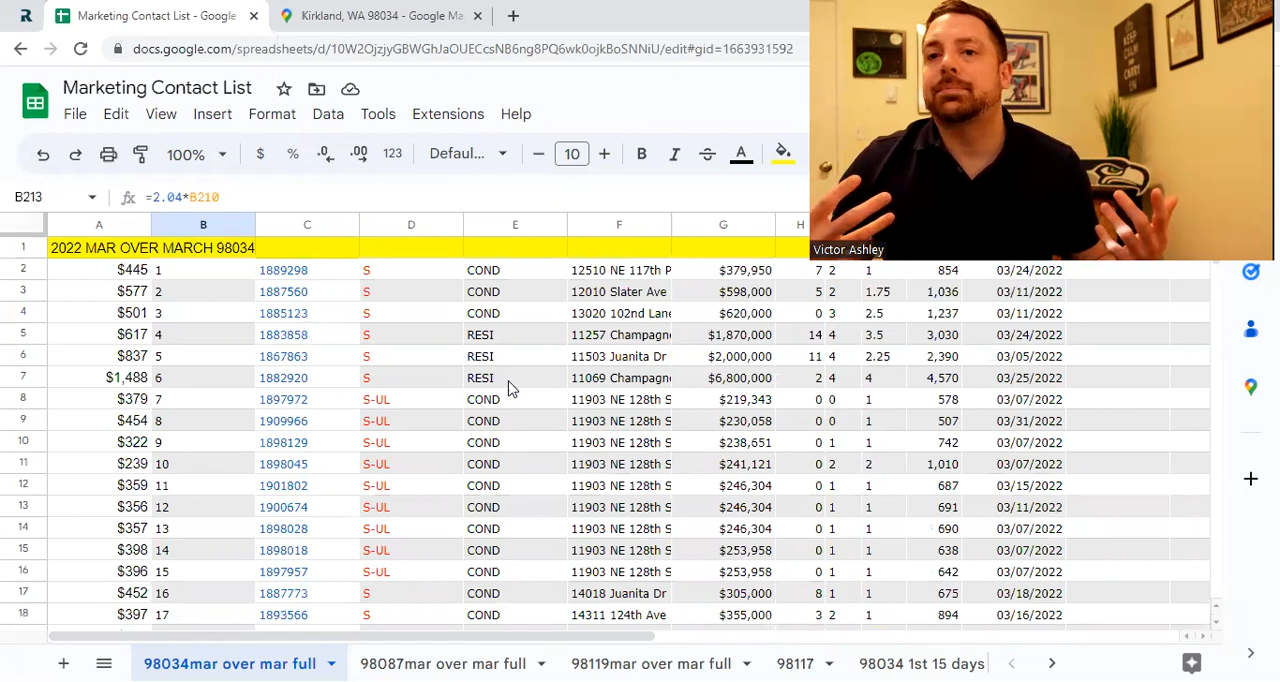 Marketing Contact List - Google
Kirkland, WA 98034 - Google Ma
docs.google.com/spreadsheets/d/10W2OjzjyGBWGhJaOUECcsNB6ng8PQ6wk0ojkBoSNNiU/edit#gid=1663931592
Marketing Contact List
File Edit View Insert Format Data Tools Extensions Help
100% $ % .0 .00 123 Defaul... 10 B I A
B213 fx =2.04*B210
A B C D E F G H
1 2022 MAR OVER MARCH 98034
2 $445 1 1889298 S COND 12510 NE 117th P $379,950 7 2 1 854 03/24/2022
3 $577 2 1887560 S COND 12010 Slater Ave $598,000 5 2 1.75 1,036 03/11/2022
4 $501 3 1885123 S COND 13020 102nd Lane $620,000 0 3 2.5 1,237 03/11/2022
5 $617 4 1883858 S RESI 11257 Champagne $1,870,000 14 4 3.5 3,030 03/24/2022
6 $837 5 1867863 S RESI 11503 Juanita Dr $2,000,000 11 4 2.25 2,390 03/05/2022
7 $1,488 6 1882920 S RESI 11069 Champagne $6,800,000 2 4 4 4,570 03/25/2022
8 $379 7 1897972 S-UL COND 11903 NE 128th S $219,343 0 0 1 578 03/07/2022
9 $454 8 1909966 S-UL COND 11903 NE 128th S $230,058 0 0 1 507 03/31/2022
10 $322 9 1898129 S-UL COND 11903 NE 128th S $238,651 0 1 1 742 03/07/2022
11 $239 10 1898045 S-UL COND 11903 NE 128th S $241,121 0 2 2 1,010 03/07/2022
12 $359 11 1901802 S-UL COND 11903 NE 128th S $246,304 0 1 1 687 03/15/2022
13 $356 12 1900674 S-UL COND 11903 NE 128th S $246,304 0 1 1 691 03/11/2022
14 $357 13 1898028 S-UL COND 11903 NE 128th S $246,304 0 1 1 690 03/07/2022
15 $398 14 1898018 S-UL COND 11903 NE 128th S $253,958 0 1 1 638 03/07/2022
16 $396 15 1897957 S-UL COND 11903 NE 128th S $253,958 0 1 1 642 03/07/2022
17 $452 16 1887773 S COND 14018 Juanita Dr $305,000 8 1 1 675 03/18/2022
18 $397 17 1893566 S COND 14311 124th Ave $355,000 3 2 1 894 03/16/2022
98034mar over mar full 98087mar over mar full 98119mar over mar full 98117 98034 1st 15 days
KEEP CALM AND CARRY ON
Victor Ashley